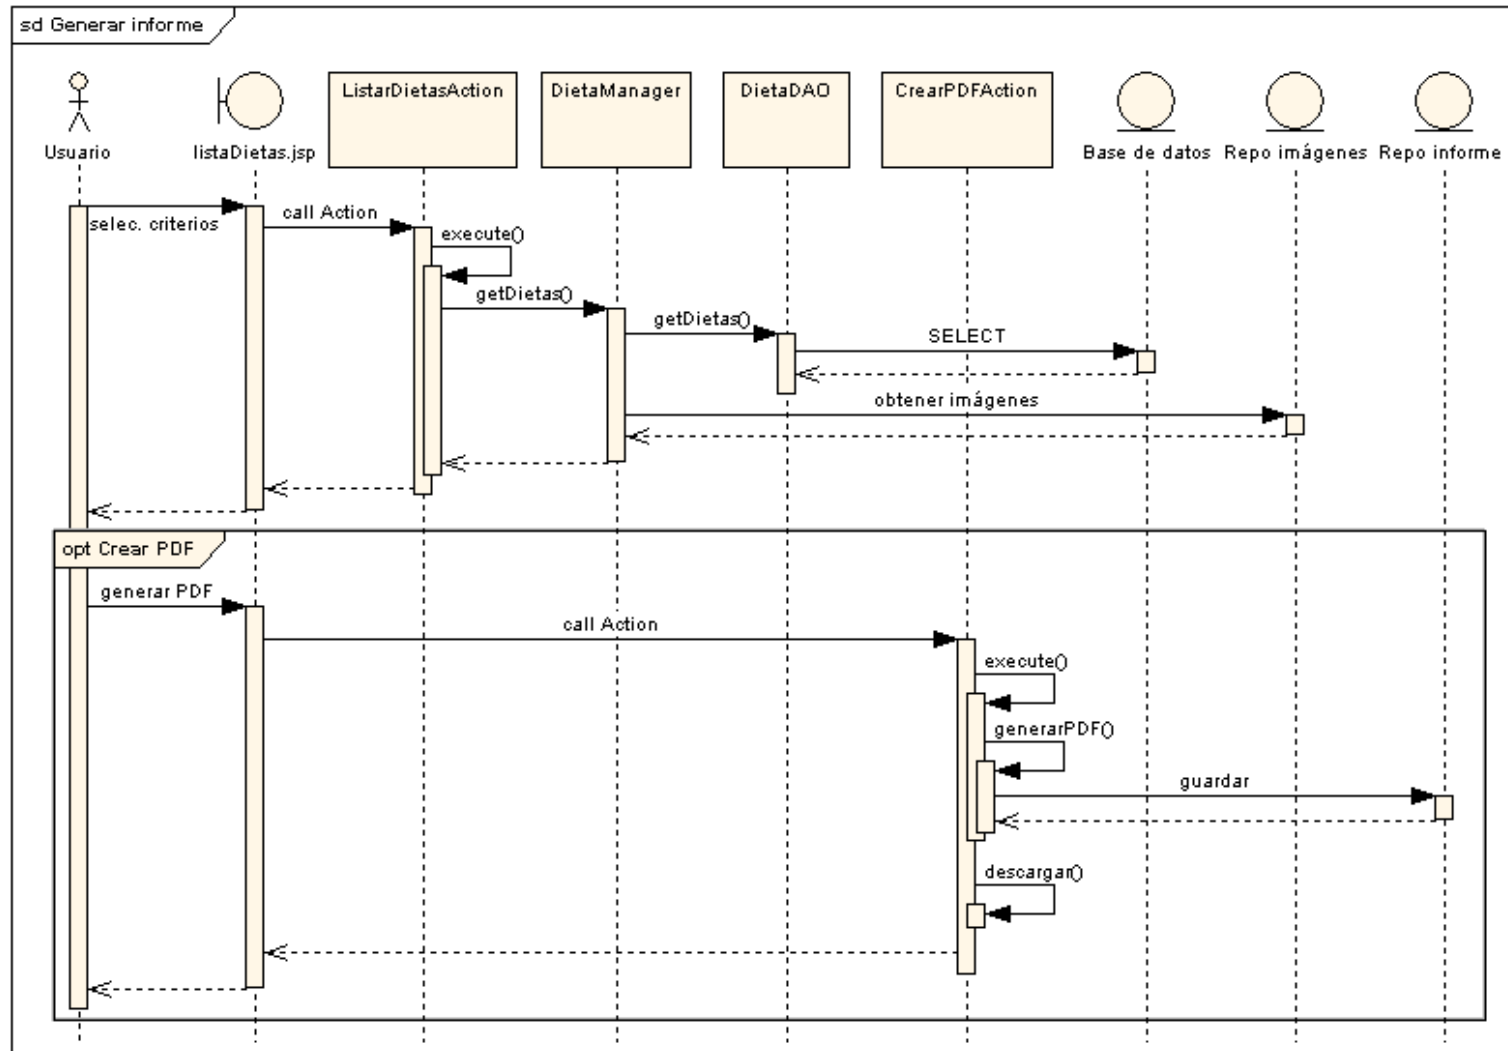 sd Generar informe
ListarDietasAction
DietaManager
DietaDAO
CrearPDFAction
Usuario
listaDietas.jsp
Base de datos
Repo imágenes
Repo informe
selec. criterios
call Action
execute()
getDietas()
getDietas()
SELECT
obtener imágenes
opt Crear PDF
generar PDF
call Action
execute()
generarPDF()
guardar
descargar()